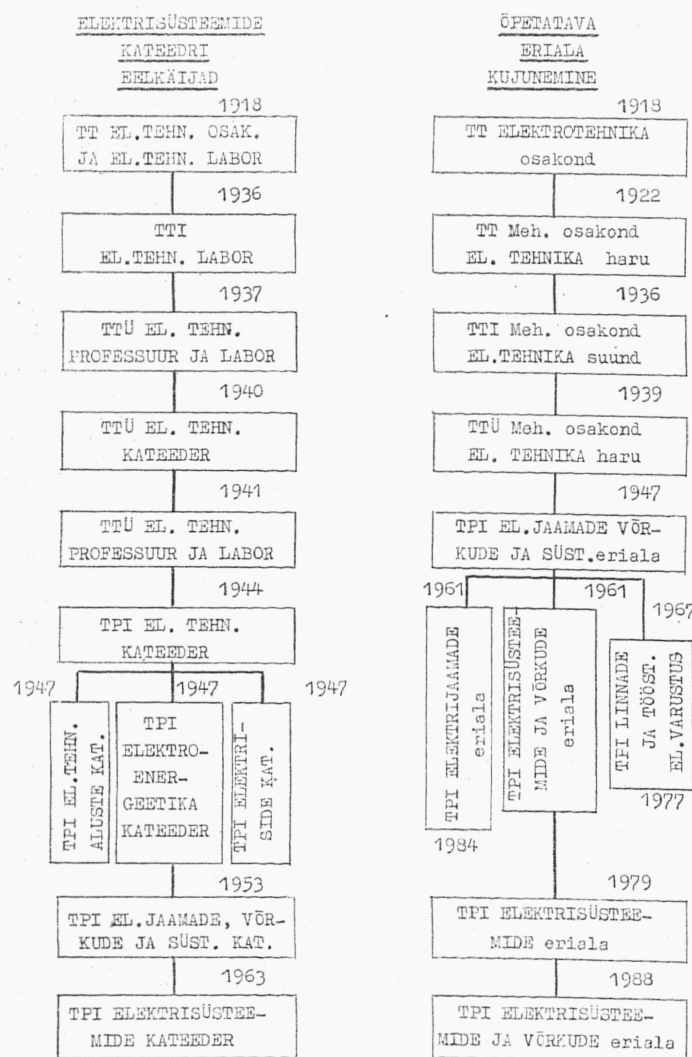 ELEKTRISÜSTEEMIDE
KATEEDRI
EELKÄIJAD
1918
TT EL.TEHN. OSAK.
JA EL.TEHN. LABOR
1936
TTI
EL.TEHN. LABOR
1937
TTÜ EL. TEHN.
PROFESSUUR JA LABOR
1940
TTÜ EL. TEHN.
KATEEDER
1941
TTÜ EL. TEHN.
PROFESSUUR JA LABOR
1944
TPI EL. TEHN.
KATEEDER
1947
1947
1947
TPI EL.TEHN.
ALUSTE KAT.
TPI
ELEKTRO-
ENER-
GEETIKA
KATEEDER
TPI ELEKTRI-
SIDE KAT.
1953
TPI EL.JAAMADE, VÕR-
KUDE JA SÜST. KAT.
1963
TPI ELEKTRISÜSTEE-
MIDE KATEEDER
ÕPETATAVA
ERIALA
KUJUNEMINE
1918
TT ELEKTROTEHNIKA
osakond
1922
TT Meh. osakond
EL. TEHNIKA haru
1936
TTI Meh. osakond
EL.TEHNIKA suund
1939
TTÜ Meh. osakond
EL. TEHNIKA haru
1947
TPI EL.JAAMADE VÕR-
KUDE JA SÜST.eriala
1961
1961
1967
TPI ELEKTRIJAAMADE
eriala
1984
TPI ELEKTRISÜSTEE-
MIDE JA VÕRKUDE
eriala
TPI LINNADE
JA TÖÖST.
EL.VARUSTUS
1977
1979
TPI ELEKTRISÜSTEE-
MIDE eriala
1988
TPI ELEKTRISÜSTEE-
MIDE JA VÕRKUDE eriala